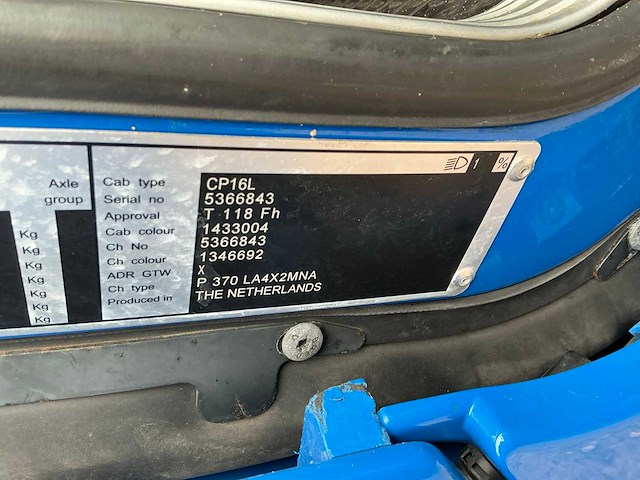 Axle group
Kg
Kg
Kg
Kg
Kg
Kg
Kg
Cab type CP16L
Serial no 5366843
Approval T 118 Fh
Cab colour 1433004
Ch No 5366843
Ch colour 1346692
ADR GTW X
Ch type P 370 LA4X2MNA
Produced in THE NETHERLANDS
1 %